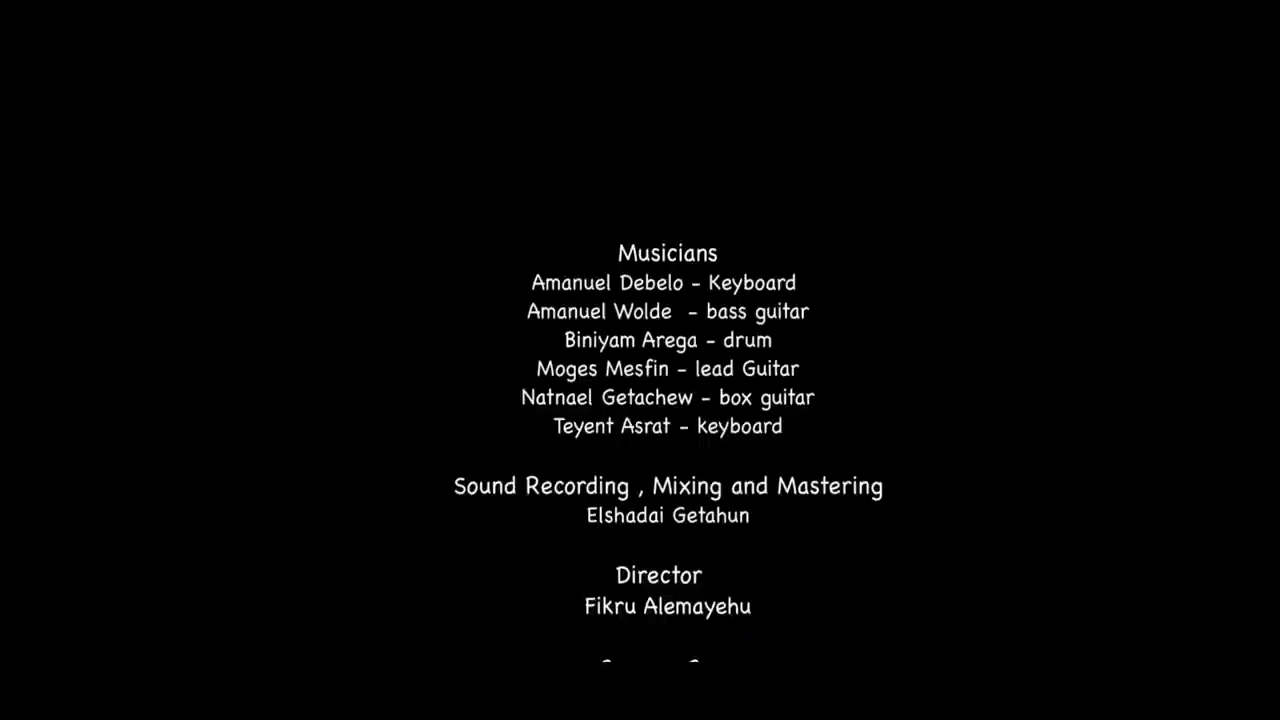 Musicians
Amanuel Debelo - Keyboard
Amanuel Wolde - bass guitar
Biniyam Arega - drum
Moges Mesfin - lead Guitar
Natnael Getachew - box guitar
Teyent Asrat - keyboard
Sound Recording , Mixing and Mastering
Elshadai Getahun
Director
Fikru Alemayehu